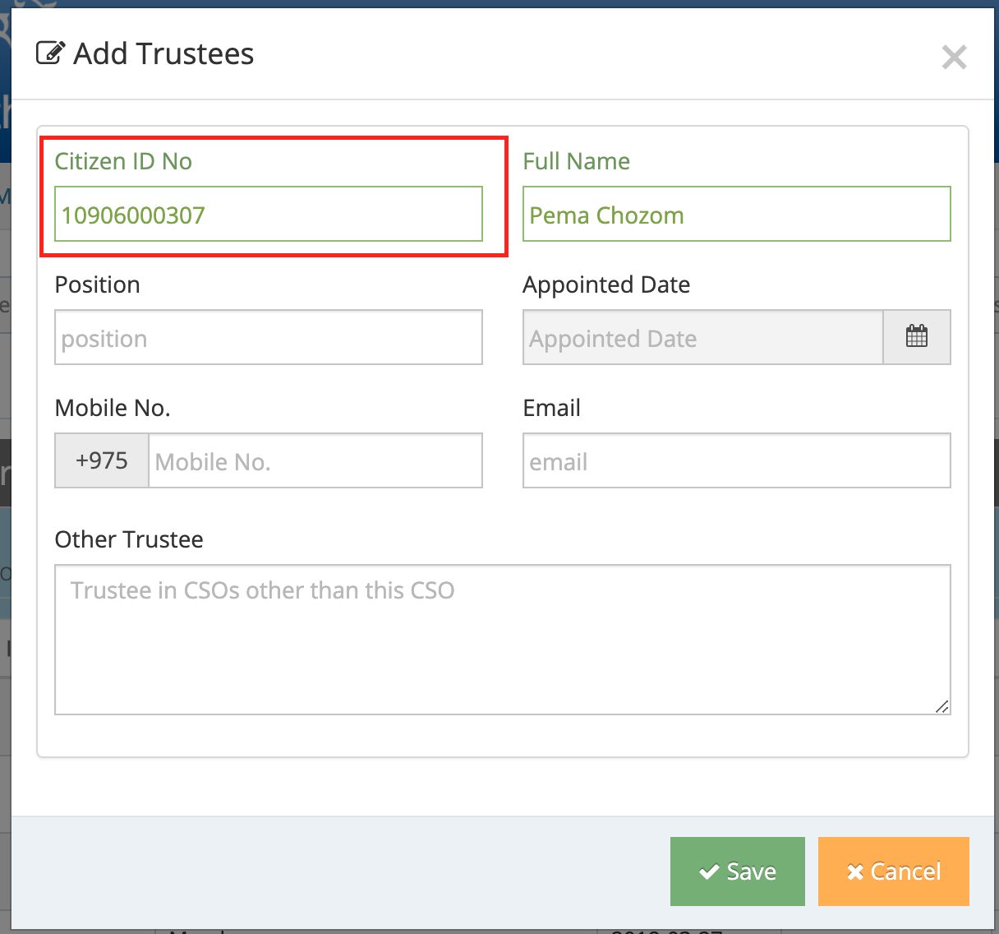 Add Trustees
Citizen ID No
Full Name
10906000307
Pema Chozom
Position
Appointed Date
position
Appointed Date
Mobile No.
Email
+975
Mobile No.
email
Other Trustee
Trustee in CSOs other than this CSO
Save
Cancel